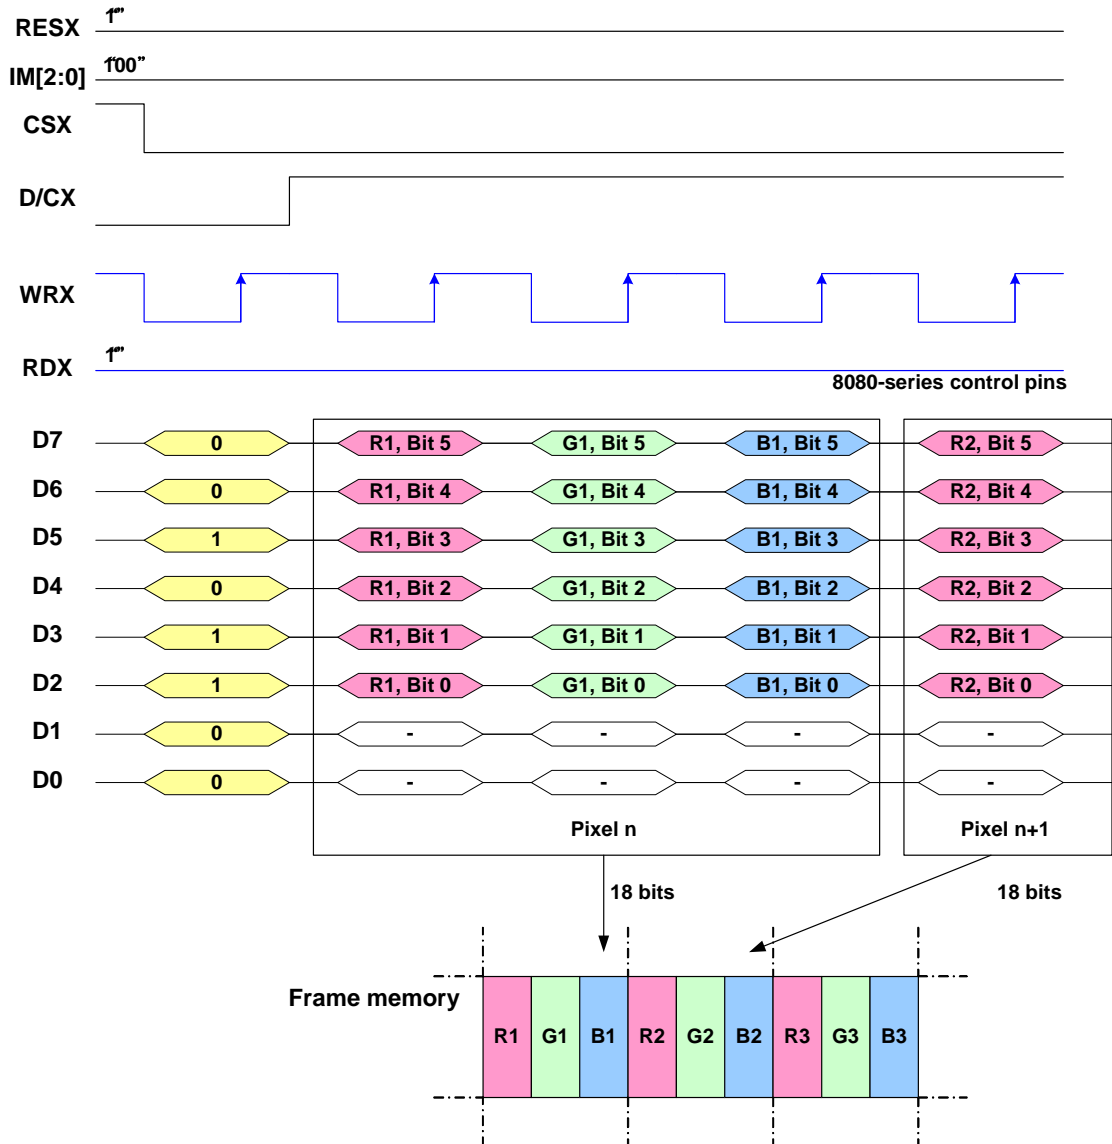 RESX 1""
IM[2:0] 100"
CSX
D/CX
WRX
RDX 1""
8080-series control pins
D7 0 R1, Bit 5 G1, Bit 5 B1, Bit 5 R2, Bit 5
D6 0 R1, Bit 4 G1, Bit 4 B1, Bit 4 R2, Bit 4
D5 1 R1, Bit 3 G1, Bit 3 B1, Bit 3 R2, Bit 3
D4 0 R1, Bit 2 G1, Bit 2 B1, Bit 2 R2, Bit 2
D3 1 R1, Bit 1 G1, Bit 1 B1, Bit 1 R2, Bit 1
D2 1 R1, Bit 0 G1, Bit 0 B1, Bit 0 R2, Bit 0
D1 0 - - - -
D0 0 - - - -
Pixel n Pixel n+1
18 bits 18 bits
Frame memory
R1 G1 B1 R2 G2 B2 R3 G3 B3